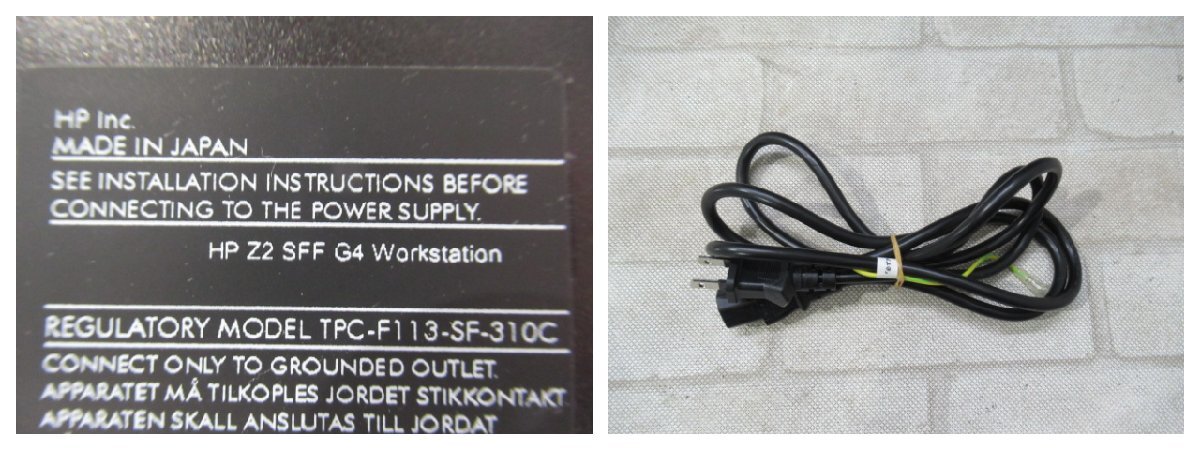 HP Inc.
MADE IN JAPAN
SEE INSTALLATION INSTRUCTIONS BEFORE
CONNECTING TO THE POWER SUPPLY.
HP Z2 SFF G4 Workstation
REGULATORY MODEL TPC-F113-SF-310C
CONNECT ONLY TO GROUNDED OUTLET.
APPARATET MÅ TILKOPLES JORDET STIKKONTAKT
APPARATEN SKALL ANSLUTAS TILL JORDAT